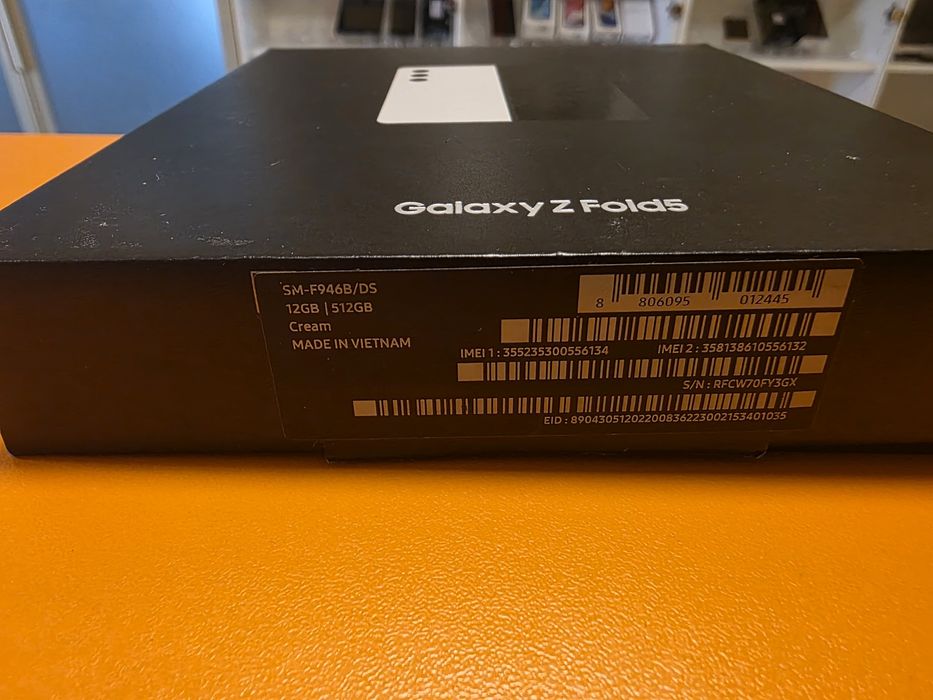 Galaxy Z Fold5
SM-F946B/DS
12GB | 512GB
Cream
MADE IN VIETNAM
8 806095 012445
IMEI 1 : 355235300556134
IMEI 2 : 358138610556132
S/N : RFCW70FY3GX
EID : 89043051202200836223002153401035